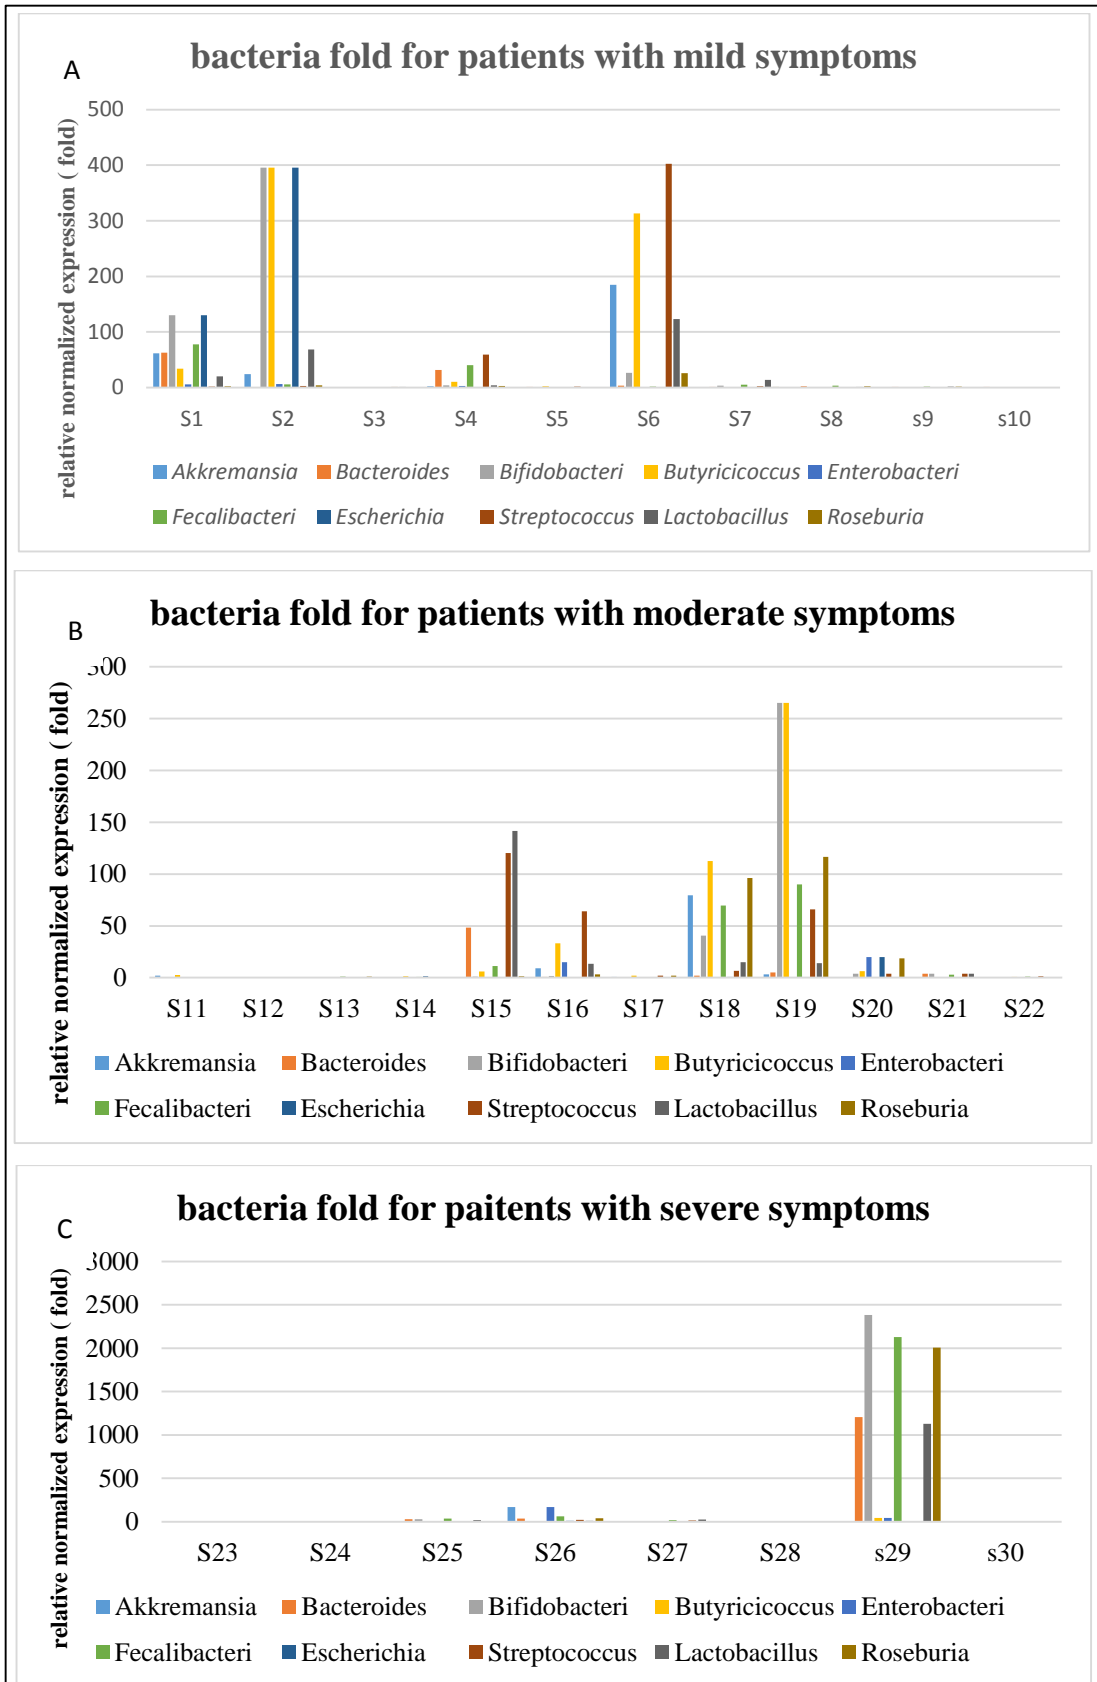 A
bacteria fold for patients with mild symptoms
relative normalized expression ( fold)
500
400
300
200
100
0
S1 S2 S3 S4 S5 S6 S7 S8 s9 s10
Akkremansia Bacteroides Bifidobacteri Butyricicoccus Enterobacteri
Fecalibacteri Escherichia Streptococcus Lactobacillus Roseburia
B
bacteria fold for patients with moderate symptoms
relative normalized expression ( fold)
300
250
200
150
100
50
0
S11 S12 S13 S14 S15 S16 S17 S18 S19 S20 S21 S22
Akkremansia Bacteroides Bifidobacteri Butyricicoccus Enterobacteri
Fecalibacteri Escherichia Streptococcus Lactobacillus Roseburia
C
bacteria fold for paitents with severe symptoms
relative normalized expression ( fold)
3000
2500
2000
1500
1000
500
0
S23 S24 S25 S26 S27 S28 s29 s30
Akkremansia Bacteroides Bifidobacteri Butyricicoccus Enterobacteri
Fecalibacteri Escherichia Streptococcus Lactobacillus Roseburia